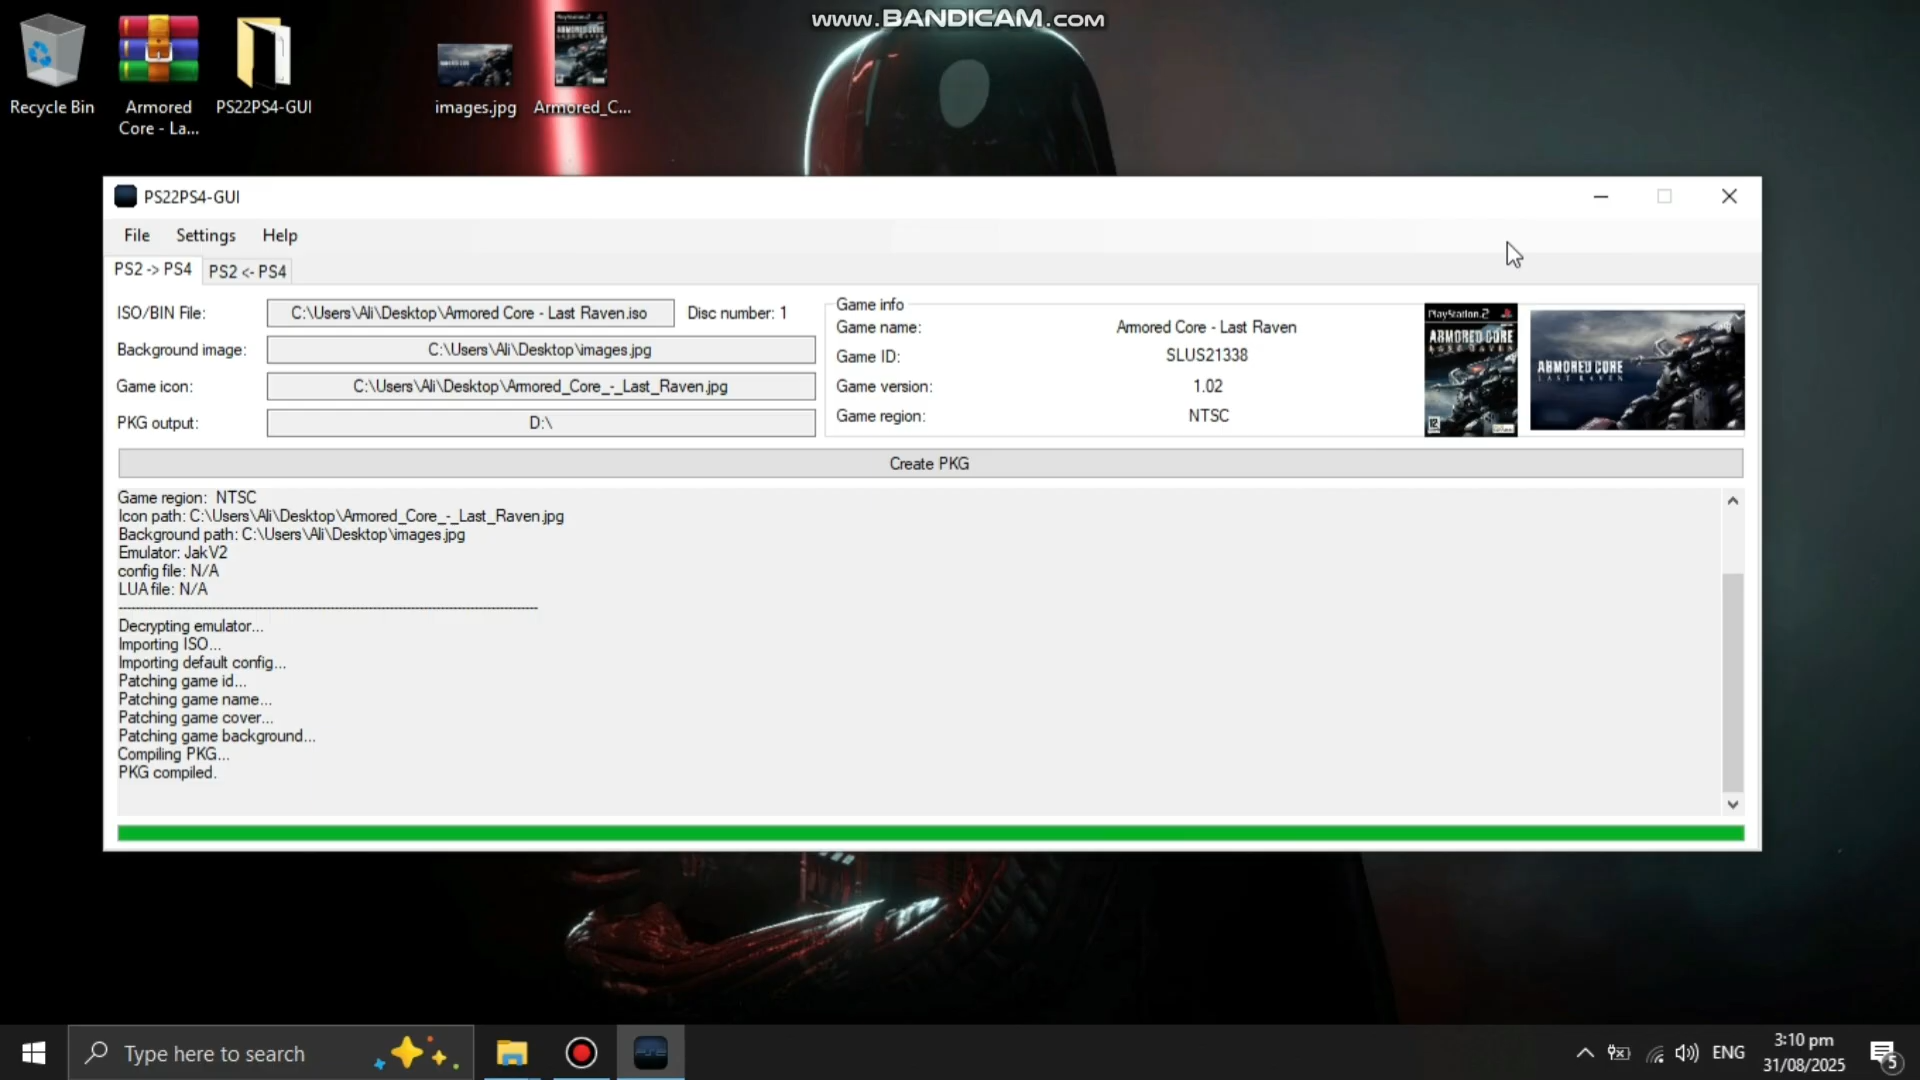 www.BANDICAM.com
Recycle Bin
Armored
Core - La...
PS22PS4-GUI
images.jpg
Armored_C...
PS22PS4-GUI
File
Settings
Help
PS2 -> PS4
PS2 <- PS4
ISO/BIN File:
C:\Users\Ali\Desktop\Armored Core - Last Raven.iso
Disc number: 1
Background image:
C:\Users\Ali\Desktop\images.jpg
Game icon:
C:\Users\Ali\Desktop\Armored_Core_-_Last_Raven.jpg
PKG output:
D:\
Game info
Game name:
Armored Core - Last Raven
Game ID:
SLUS21338
Game version:
1.02
Game region:
NTSC
PlayStation.2
ARMORED CORE
LAST RAVEN
12
ARMORED CORE
LAST RAVEN
Create PKG
Game region: NTSC
Icon path: C:\Users\Ali\Desktop\Armored_Core_-_Last_Raven.jpg
Background path: C:\Users\Ali\Desktop\images.jpg
Emulator: JakV2
config file: N/A
LUA file: N/A
--------------------------------------------------------------------------------------------------------
Decrypting emulator...
Importing ISO...
Importing default config...
Patching game id...
Patching game name...
Patching game cover...
Patching game background...
Compiling PKG...
PKG compiled.
Type here to search
ENG
3:10 pm
31/08/2025
5